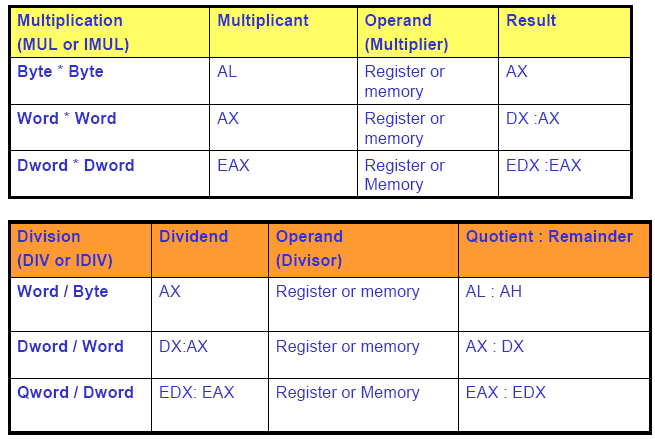 Multiplication Multiplicant Operand Result
(MUL or IMUL) (Multiplier)
Byte * Byte AL Register or AX
memory
Word * Word AX Register or DX :AX
memory
Dword * Dword EAX Register or EDX :EAX
Memory
Division Dividend Operand Quotient : Remainder
(DIV or IDIV) (Divisor)
Word / Byte AX Register or memory AL : AH
Dword / Word DX:AX Register or memory AX : DX
Qword / Dword EDX: EAX Register or Memory EAX : EDX